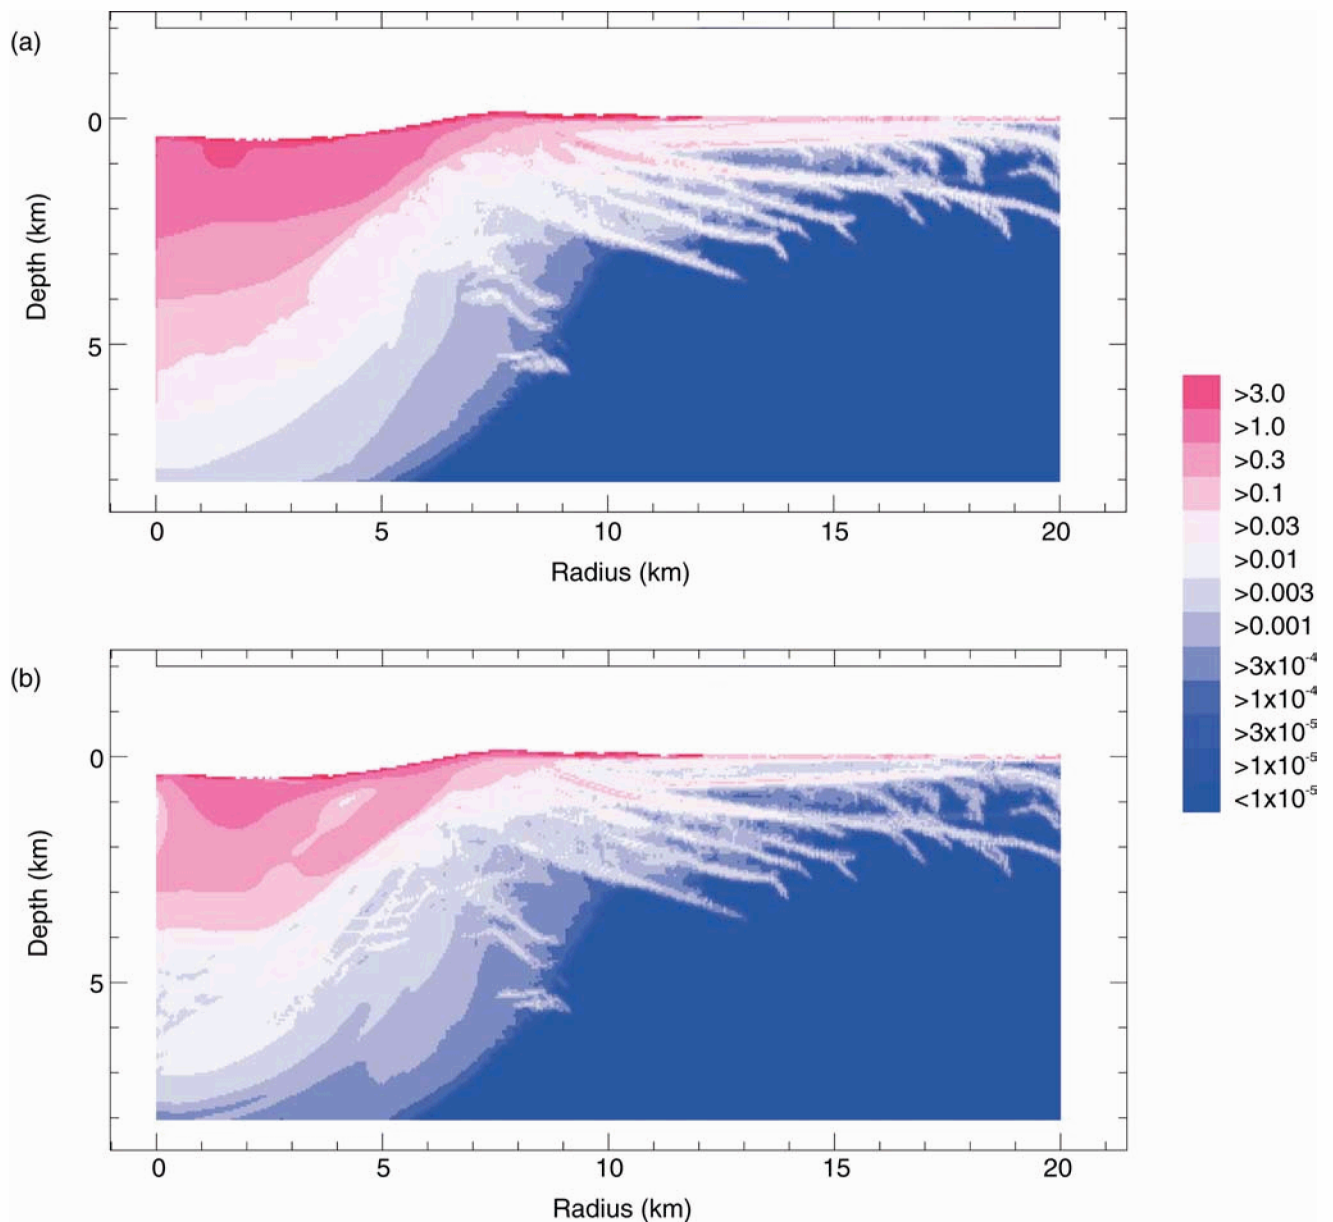 (a)
0
5
Depth (km)
0 5 10 15 20
Radius (km)
(b)
0
5
Depth (km)
0 5 10 15 20
Radius (km)
>3.0
>1.0
>0.3
>0.1
>0.03
>0.01
>0.003
>0.001
>3x10⁻⁴
>1x10⁻⁴
>3x10⁻⁵
>1x10⁻⁵
<1x10⁻⁵